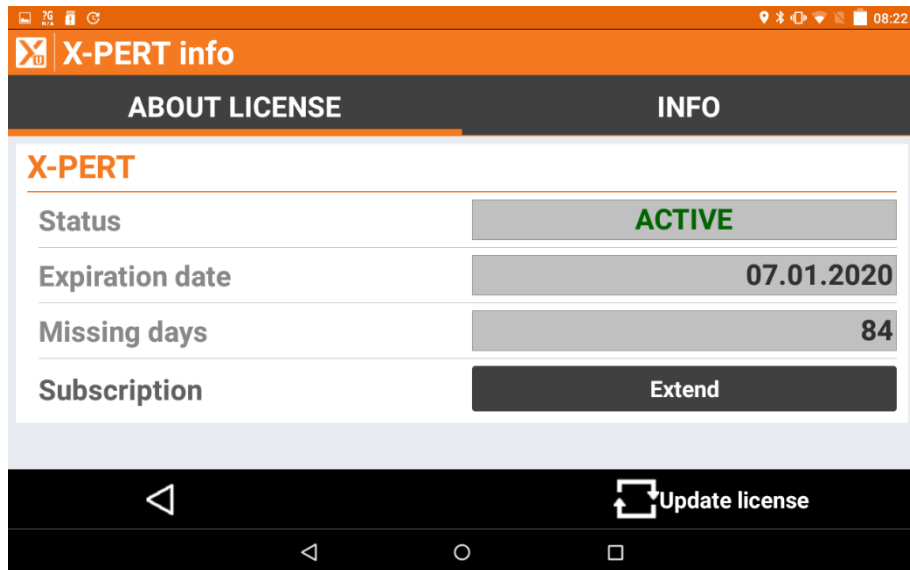 ?G
N/A
08:22
X U X-PERT info
ABOUT LICENSE INFO
X-PERT
Status ACTIVE
Expiration date 07.01.2020
Missing days 84
Subscription Extend
Update license